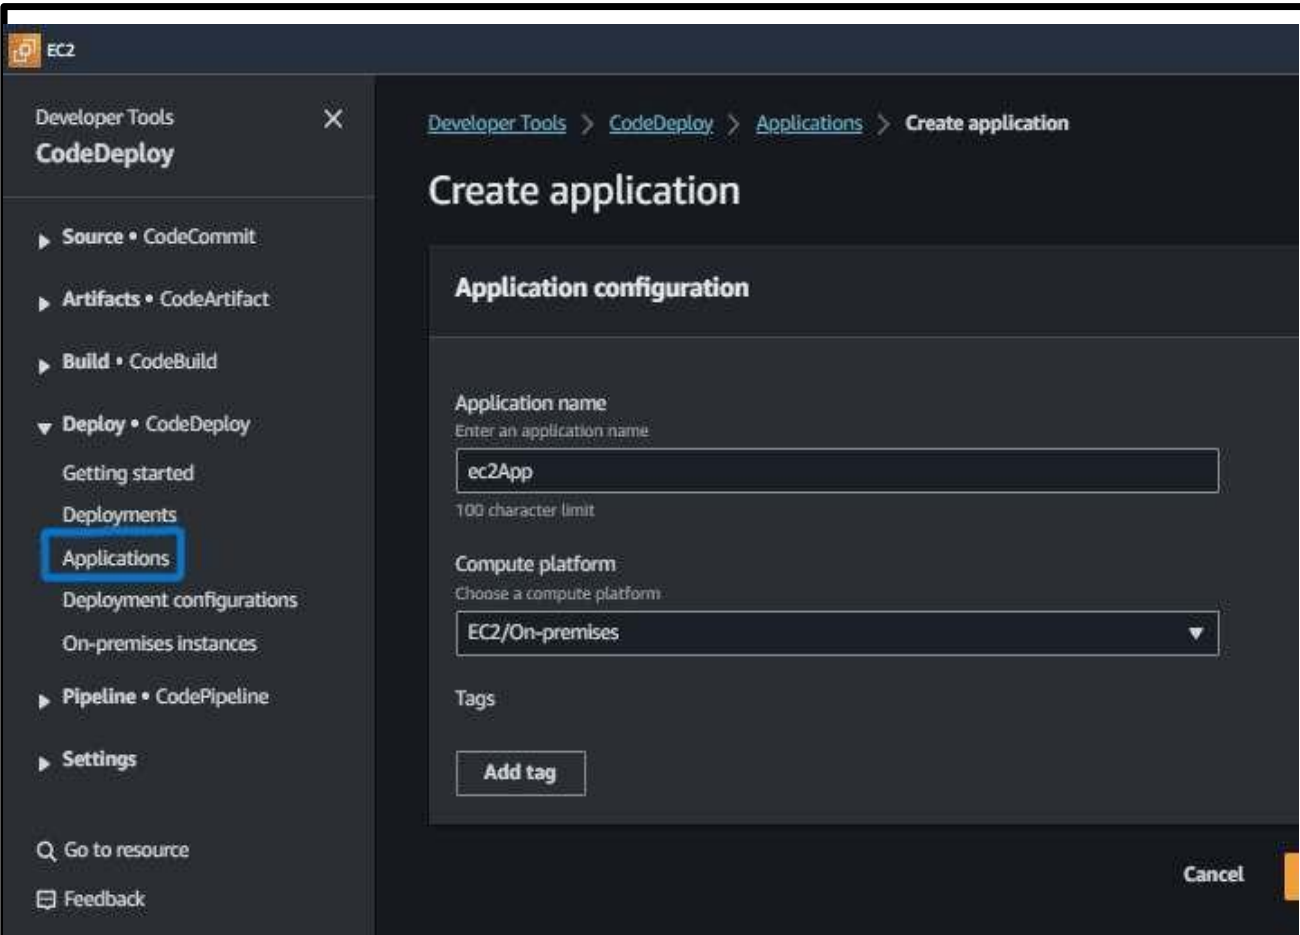 EC2
Developer Tools
CodeDeploy
Source • CodeCommit
Artifacts • CodeArtifact
Build • CodeBuild
Deploy • CodeDeploy
Getting started
Deployments
Applications
Deployment configurations
On-premises instances
Pipeline • CodePipeline
Settings
Go to resource
Feedback
Developer Tools > CodeDeploy > Applications > Create application
Create application
Application configuration
Application name
Enter an application name
ec2App
100 character limit
Compute platform
Choose a compute platform
EC2/On-premises
Tags
Add tag
Cancel